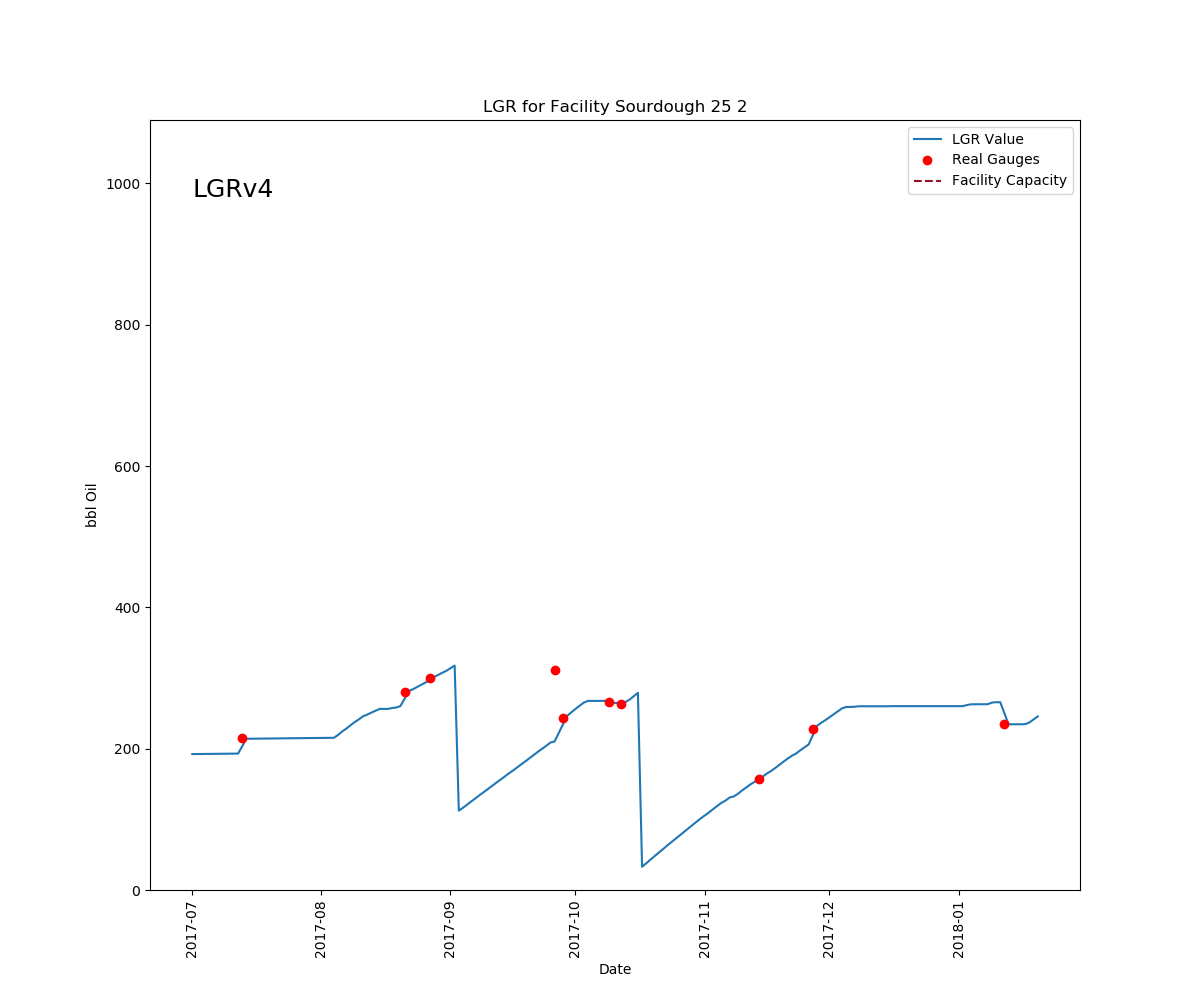 LGR for Facility Sourdough 25 2
LGR Value
Real Gauges
Facility Capacity
LGRv4
1000
800
600
400
200
0
bbl Oil
2017-07
2017-08
2017-09
2017-10
2017-11
2017-12
2018-01
Date